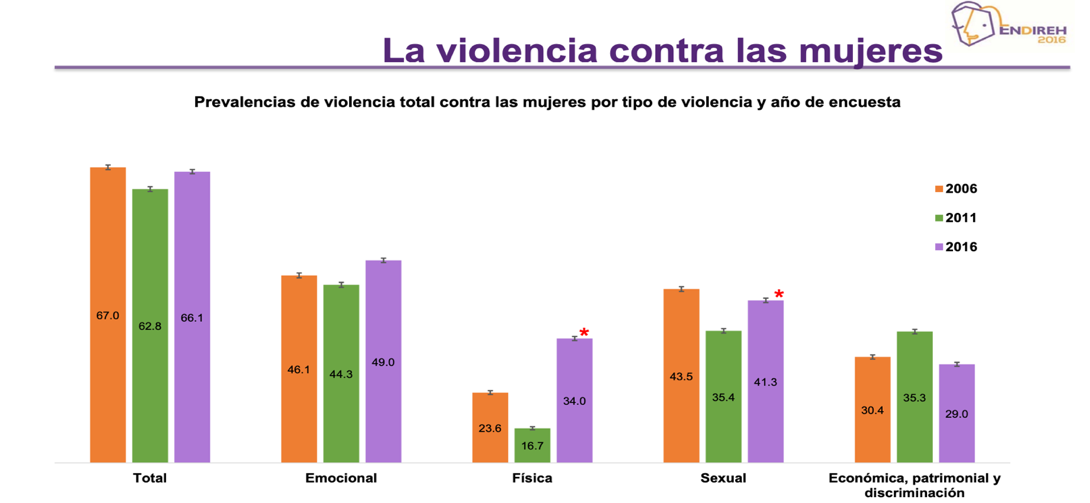 La violencia contra las mujeres
ENDIREH
2016
Prevalencias de violencia total contra las mujeres por tipo de violencia y año de encuesta
2006
2011
2016
67.0
62.8
66.1
46.1
44.3
49.0
23.6
16.7
34.0
*
43.5
35.4
41.3
*
30.4
35.3
29.0
Total
Emocional
Física
Sexual
Económica, patrimonial y
discriminación